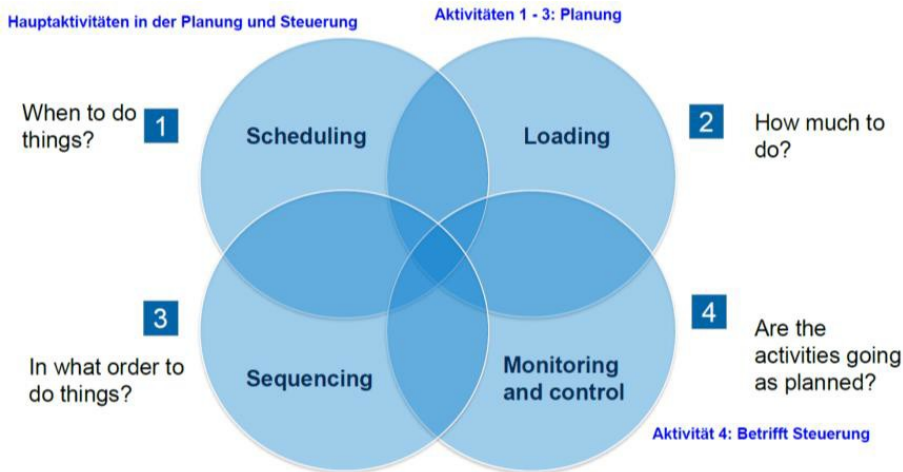 Hauptaktivitäten in der Planung und Steuerung
Aktivitäten 1 - 3: Planung
When to do
things?
1
Scheduling
Loading
2
How much to
do?
3
In what order to
do things?
Sequencing
Monitoring
and control
4
Are the
activities going
as planned?
Aktivität 4: Betrifft Steuerung